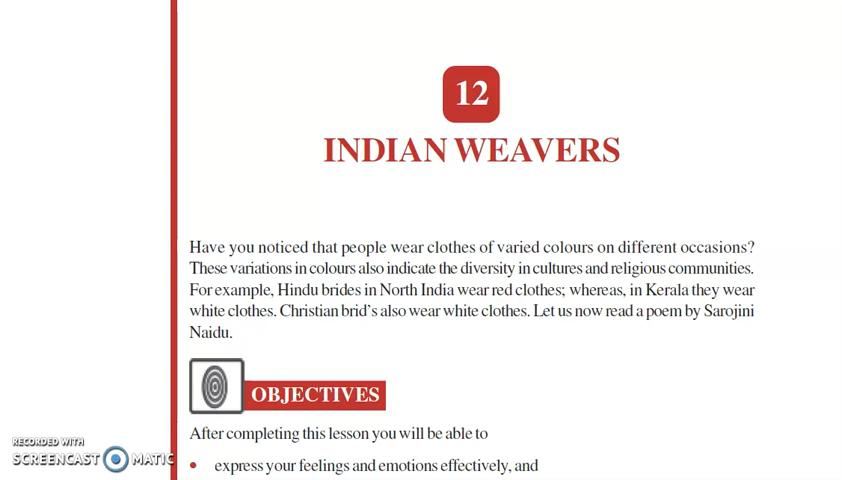 12
INDIAN WEAVERS
Have you noticed that people wear clothes of varied colours on different occasions?
These variations in colours also indicate the diversity in cultures and religious communities.
For example, Hindu brides in North India wear red clothes; whereas, in Kerala they wear
white clothes. Christian brid's also wear white clothes. Let us now read a poem by Sarojini
Naidu.
OBJECTIVES
After completing this lesson you will be able to
• express your feelings and emotions effectively, and
RECORDED WITH
SCREENCAST MATIC